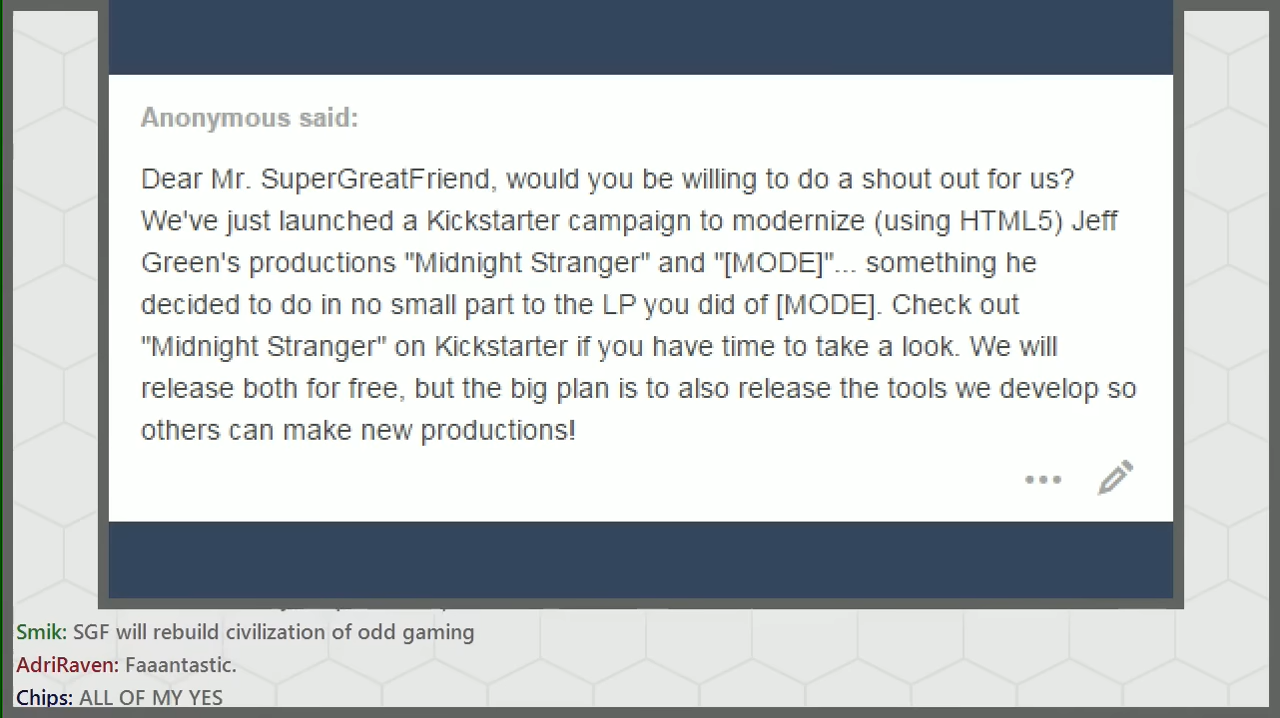 Anonymous said:
Dear Mr. SuperGreatFriend, would you be willing to do a shout out for us?
We've just launched a Kickstarter campaign to modernize (using HTML5) Jeff
Green's productions "Midnight Stranger" and "[MODE]"... something he
decided to do in no small part to the LP you did of [MODE]. Check out
"Midnight Stranger" on Kickstarter if you have time to take a look. We will
release both for free, but the big plan is to also release the tools we develop so
others can make new productions!
Smik: SGF will rebuild civilization of odd gaming
AdriRaven: Faaantastic.
Chips: ALL OF MY YES